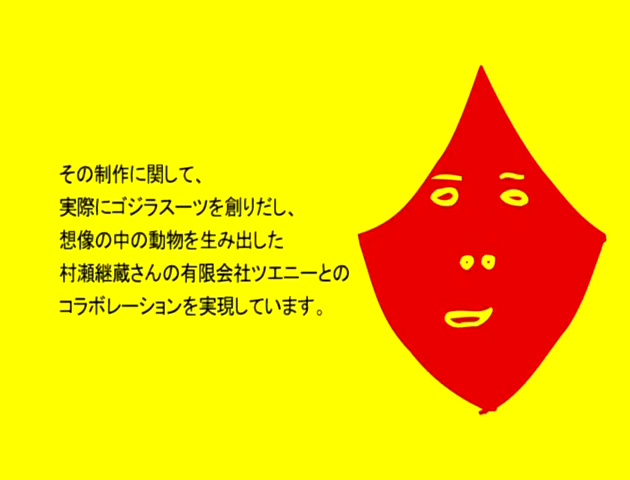 その制作に関して、
実際にゴジラスーツを創りだし、
想像の中の動物を生み出した
村瀬継蔵さんの有限会社ツエニーとの
コラボレーションを実現しています。